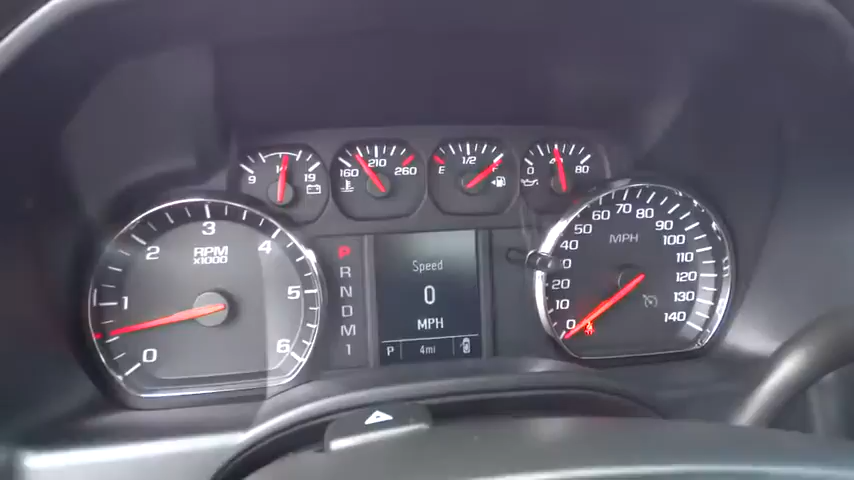 9 14 19
160 210 260
E 1/2 F
0 40 80
0 1 2 3 4 5 6
RPM
x1000
P
R
N
D
M
1
Speed
0
MPH
P 4mi
0 10 20 40 50 60 70 80 90 100 110 120 130 140
MPH